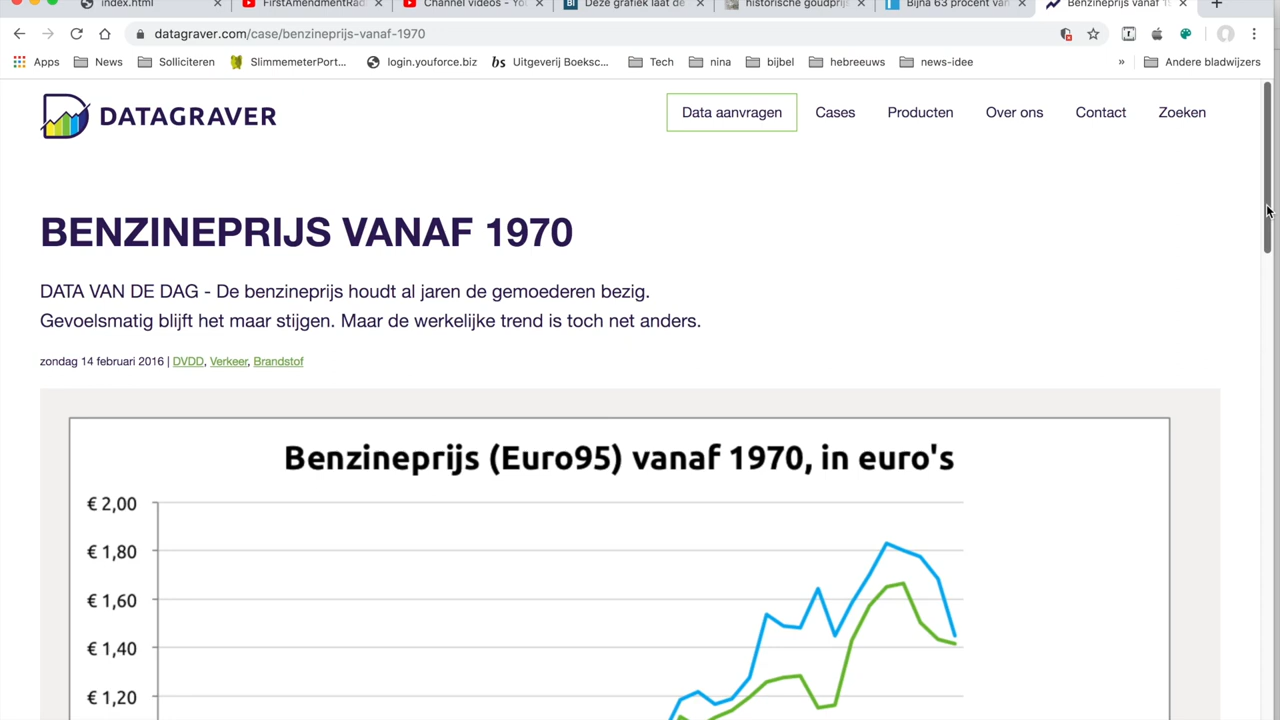 index.html
FirstAmendmentRad
Channel videos - Yo
Deze grafiek laat de
historische goudprijs
Bijna 63 procent van
Benzineprijs vanaf 19
datagraver.com/case/benzineprijs-vanaf-1970
Apps
News
Solliciteren
SlimmemeterPort...
login.youforce.biz
bs
Uitgeverij Boeksc...
Tech
nina
bijbel
hebreeuws
news-idee
»
Andere bladwijzers
DATAGRAVER
Data aanvragen
Cases
Producten
Over ons
Contact
Zoeken
BENZINEPRIJS VANAF 1970
DATA VAN DE DAG - De benzineprijs houdt al jaren de gemoederen bezig.
Gevoelsmatig blijft het maar stijgen. Maar de werkelijke trend is toch net anders.
zondag 14 februari 2016 | DVDD, Verkeer, Brandstof
Benzineprijs (Euro95) vanaf 1970, in euro's
€ 2,00
€ 1,80
€ 1,60
€ 1,40
€ 1,20